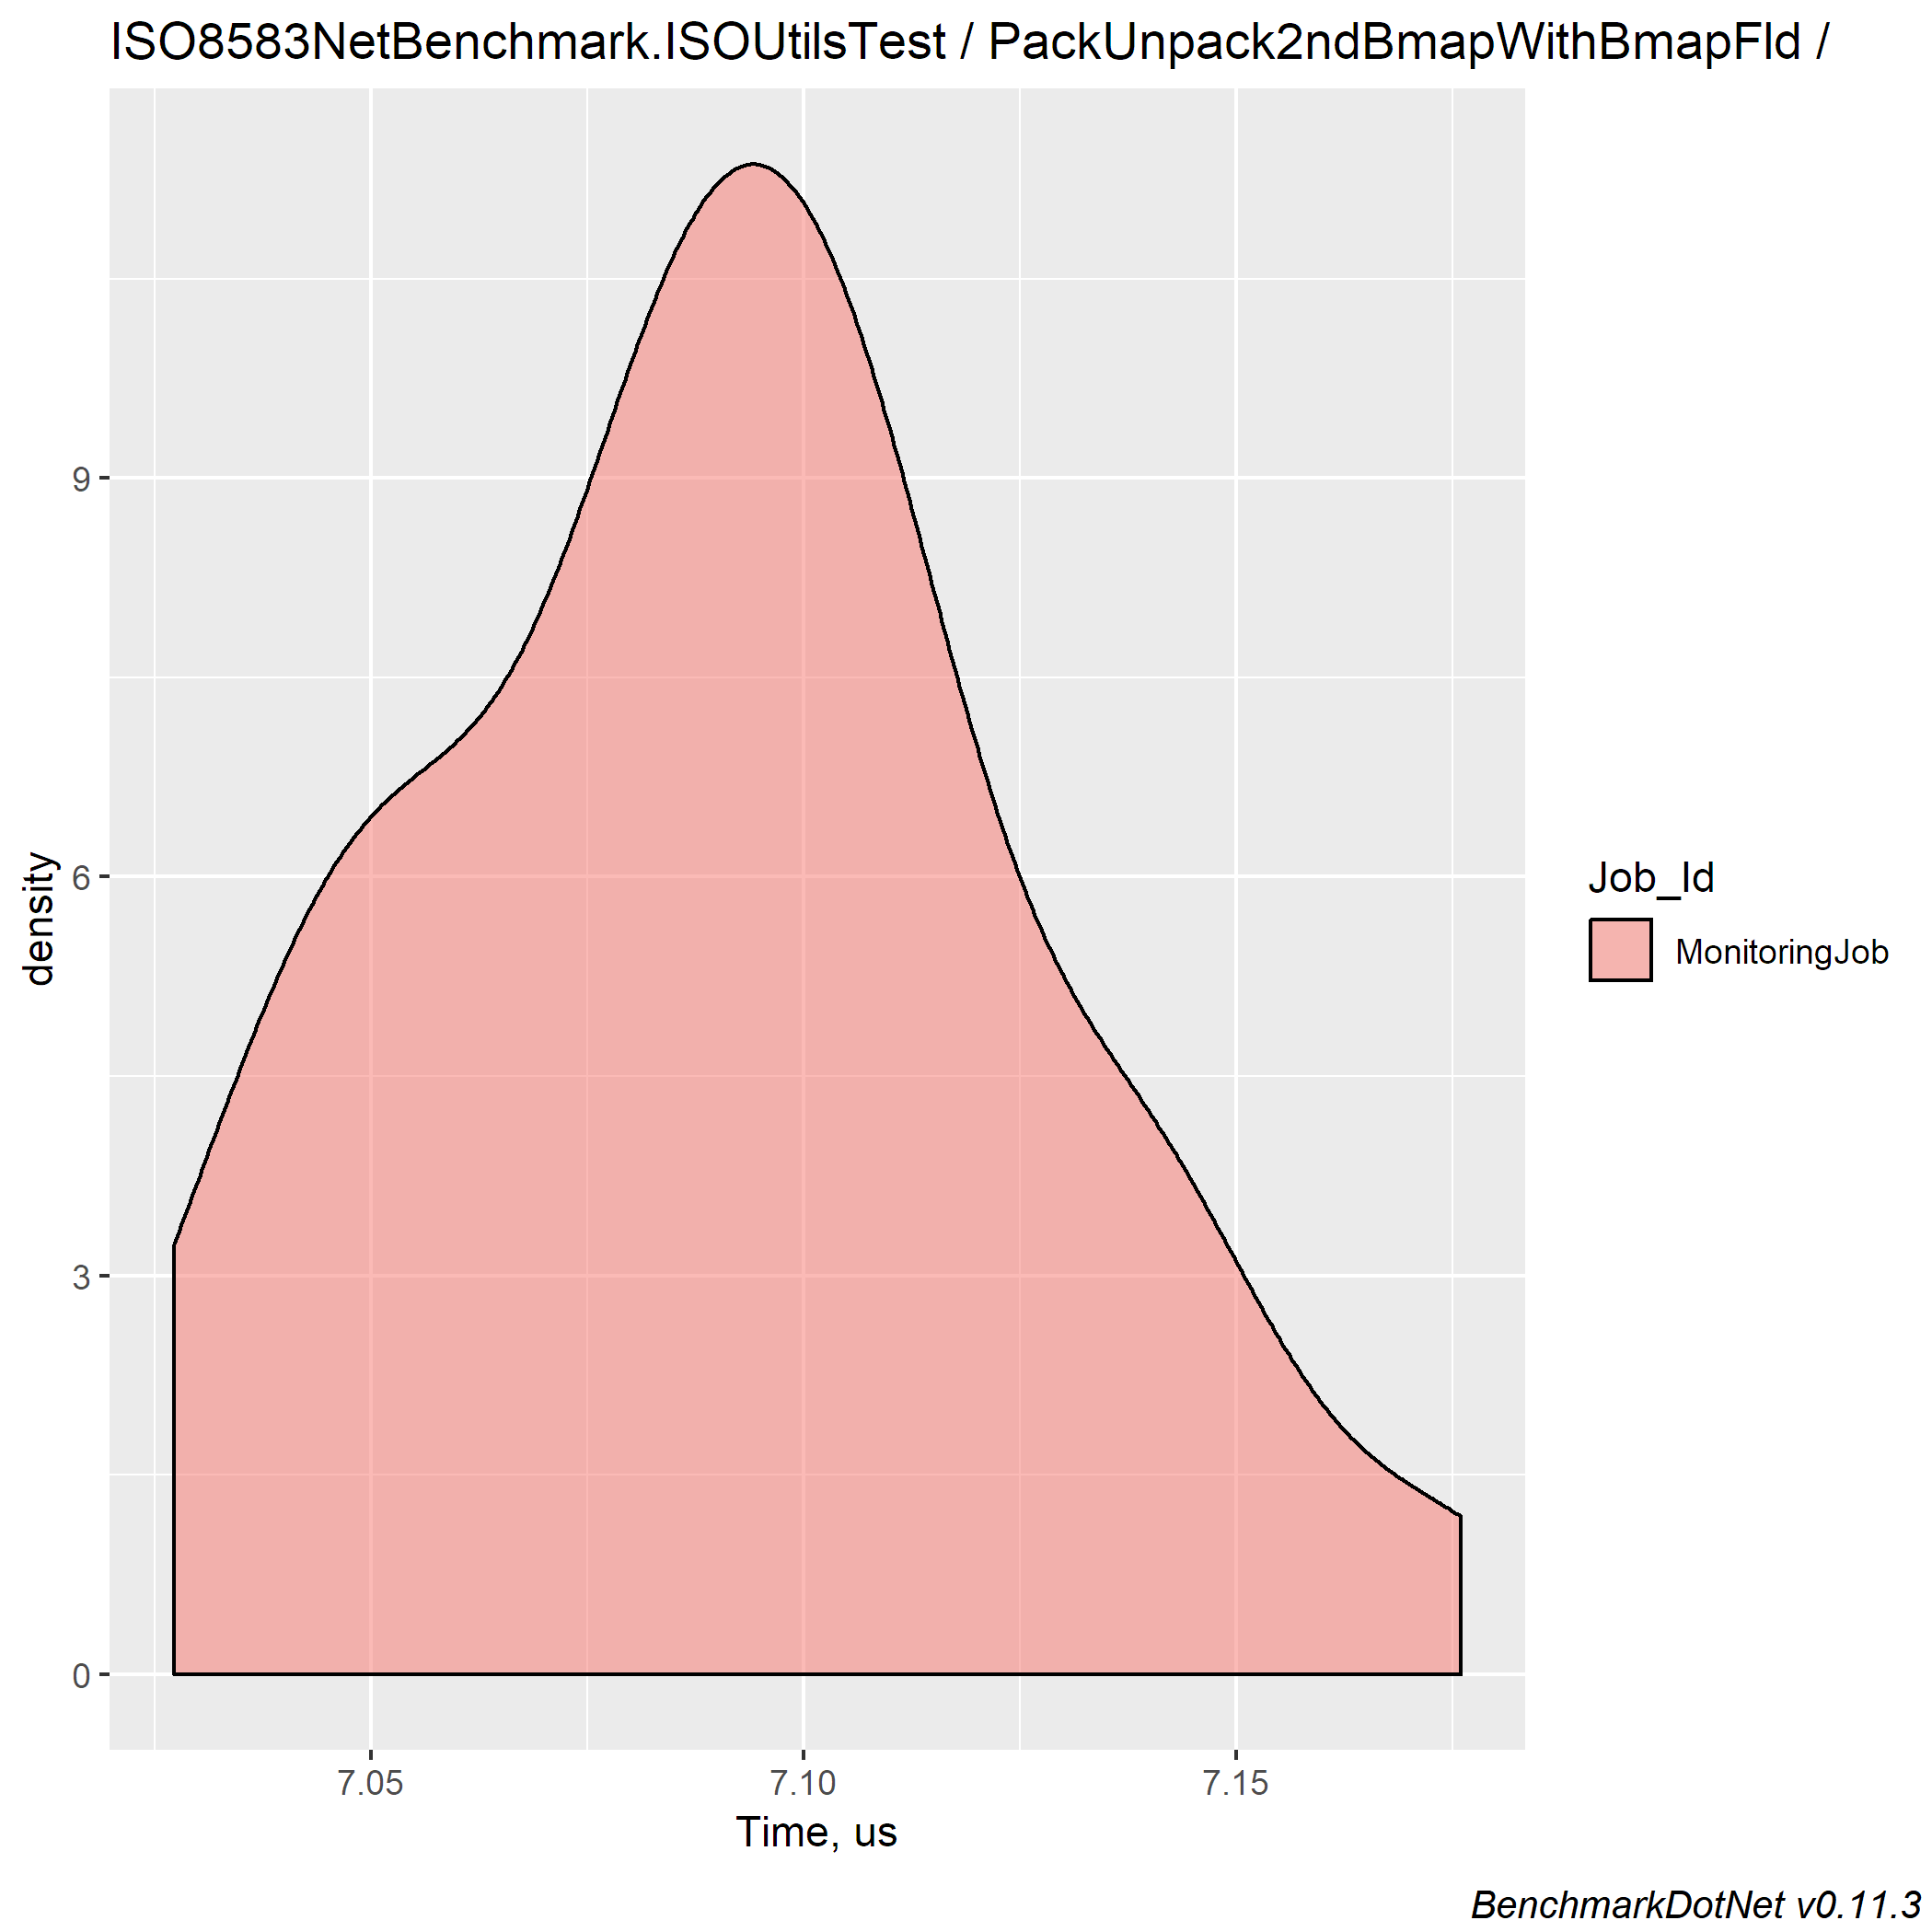 ISO8583NetBenchmark.ISOUtilsTest / PackUnpack2ndBmapWithBmapFld /
9
6
3
0
density
7.05 7.10 7.15
Time, us
Job_Id
MonitoringJob
BenchmarkDotNet v0.11.3